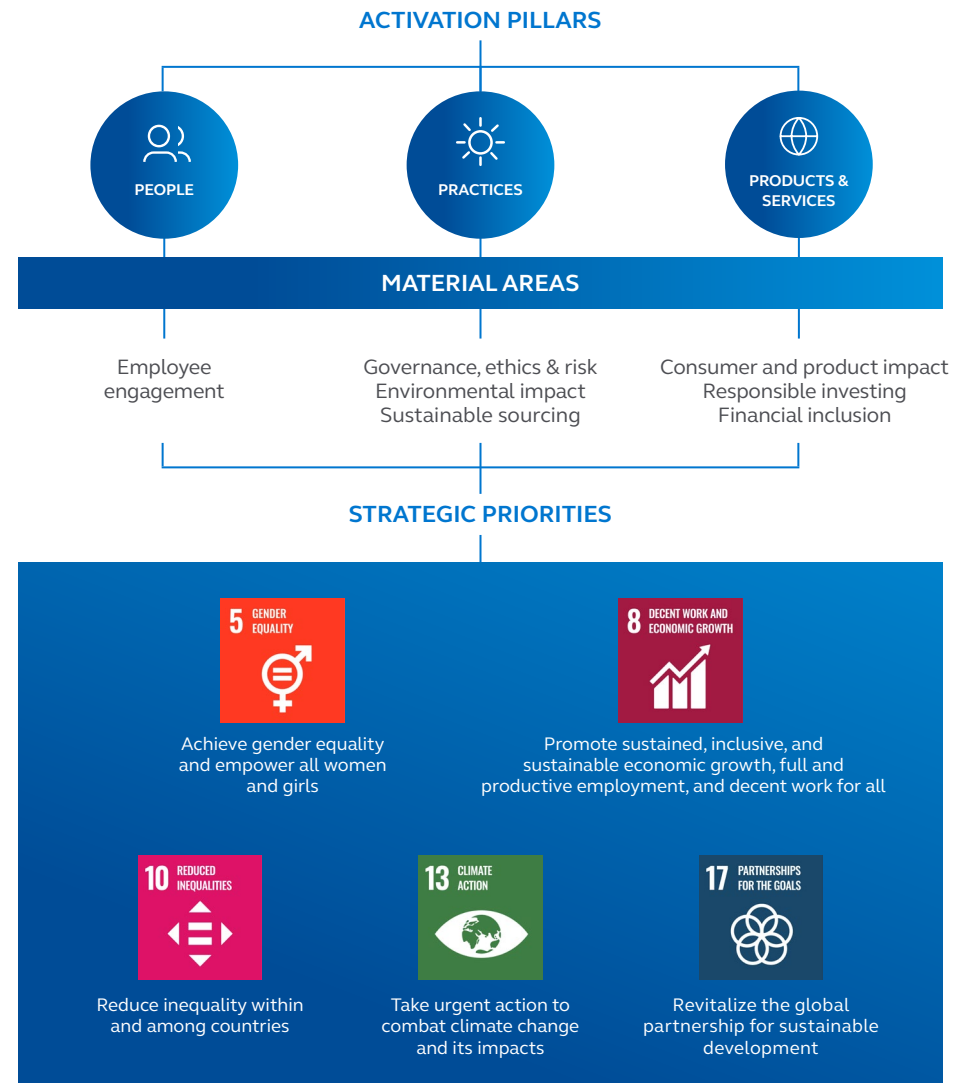 ACTIVATION PILLARS
PEOPLE
PRACTICES
PRODUCTS &
SERVICES
MATERIAL AREAS
Employee
engagement
Governance, ethics & risk
Environmental impact
Sustainable sourcing
Consumer and product impact
Responsible investing
Financial inclusion
STRATEGIC PRIORITIES
5 GENDER
EQUALITY
Achieve gender equality
and empower all women
and girls
8 DECENT WORK AND
ECONOMIC GROWTH
Promote sustained, inclusive, and
sustainable economic growth, full and
productive employment, and decent work for all
10 REDUCED
INEQUALITIES
Reduce inequality within
and among countries
13 CLIMATE
ACTION
Take urgent action to
combat climate change
and its impacts
17 PARTNERSHIPS
FOR THE GOALS
Revitalize the global
partnership for sustainable
development